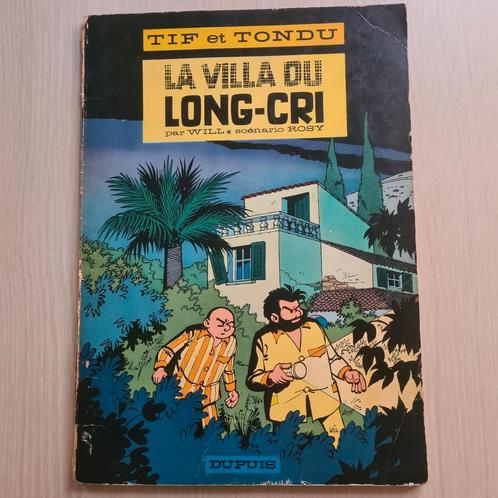 TIF et TONDU
LA VILLA DU
LONG-CRI
par WILL * scénario ROSY
DUPUIS